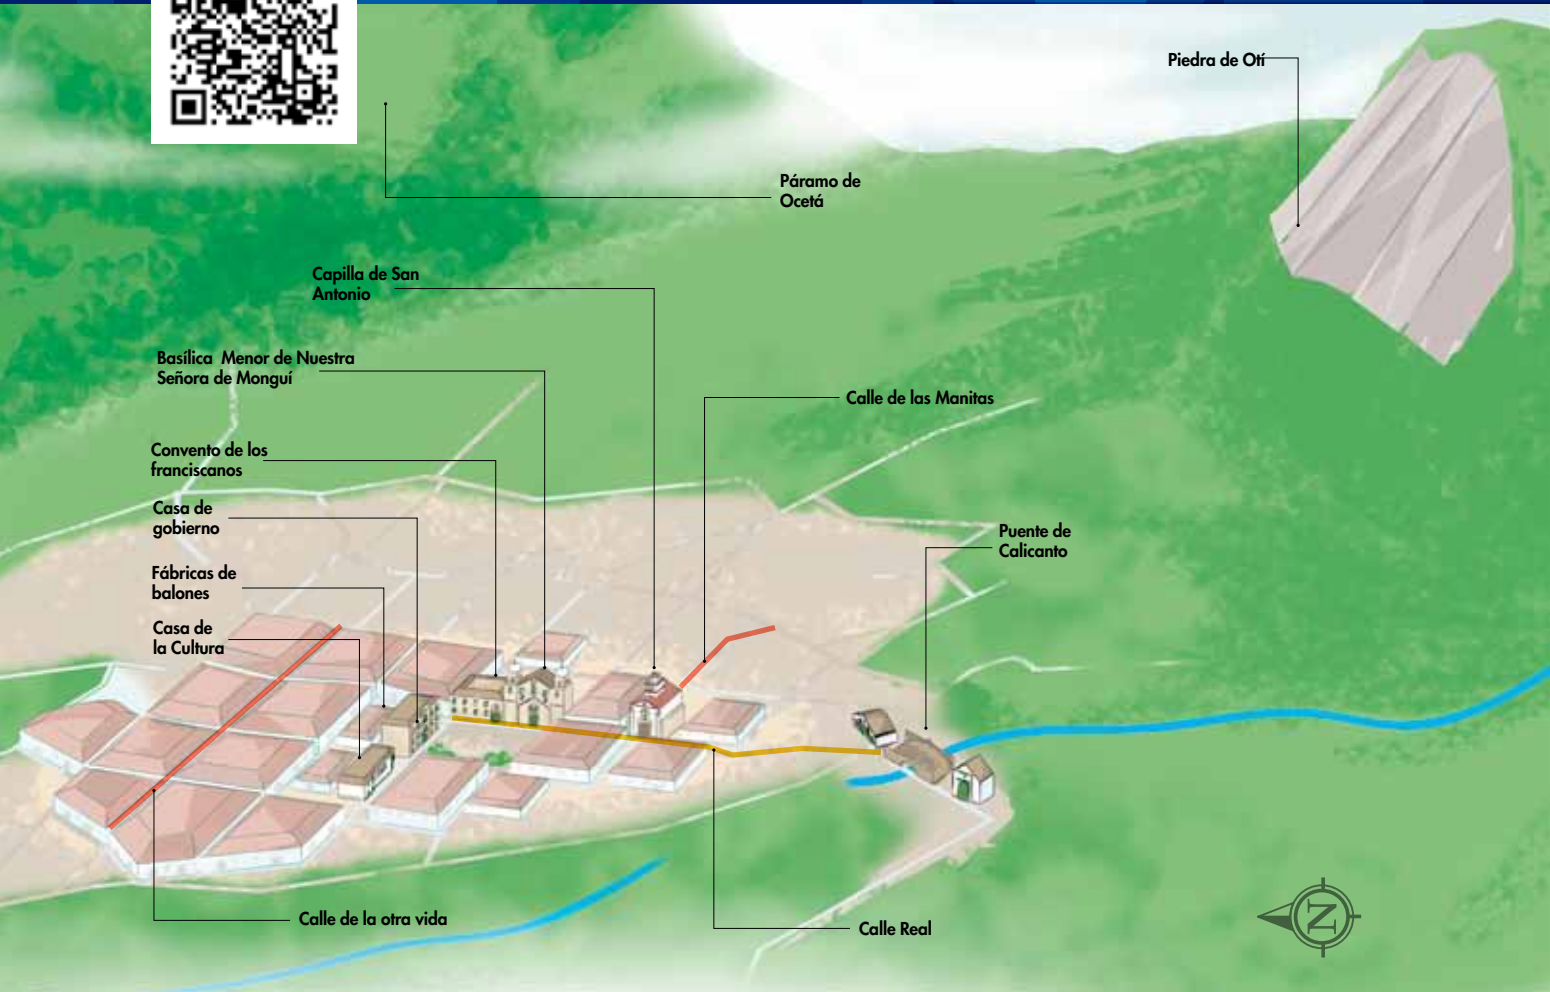 Piedra de Otí
Páramo de
Ocetá
Capilla de San
Antonio
Basílica Menor de Nuestra
Señora de Monguí
Calle de las Manitas
Convento de los
franciscanos
Casa de
gobierno
Puente de
Calicanto
Fábricas de
balones
Casa de
la Cultura
Calle de la otra vida
Calle Real
N